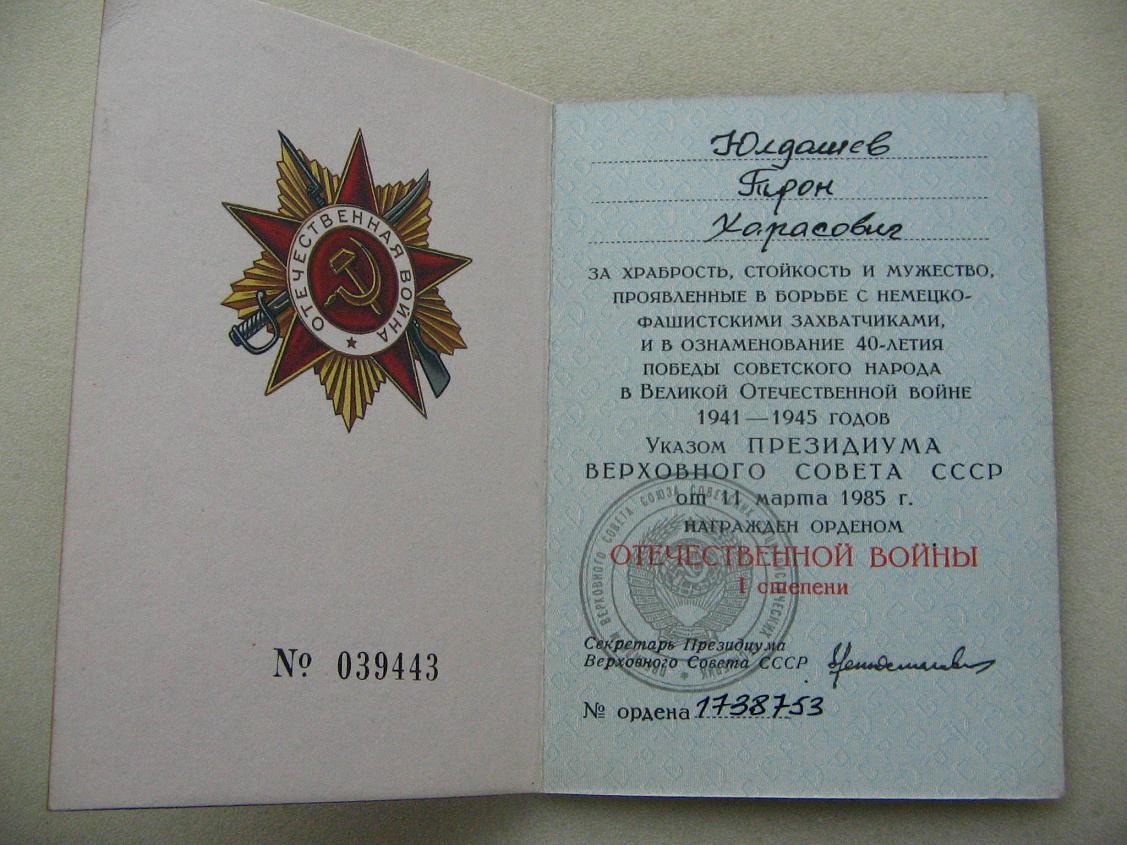 ОТЕЧЕСТВЕННАЯ ВОЙНА
№ 039443
Юлдашев
Тирон
Харасович
ЗА ХРАБРОСТЬ, СТОЙКОСТЬ И МУЖЕСТВО,
ПРОЯВЛЕННЫЕ В БОРЬБЕ С НЕМЕЦКО-
ФАШИСТСКИМИ ЗАХВАТЧИКАМИ,
И В ОЗНАМЕНОВАНИЕ 40-ЛЕТИЯ
ПОБЕДЫ СОВЕТСКОГО НАРОДА
В ВЕЛИКОЙ ОТЕЧЕСТВЕННОЙ ВОЙНЕ
1941—1945 ГОДОВ
УКАЗОМ ПРЕЗИДИУМА
ВЕРХОВНОГО СОВЕТА СССР
от 11 марта 1985 г.
НАГРАЖДЕН ОРДЕНОМ
ОТЕЧЕСТВЕННОЙ ВОЙНЫ
I степени
Секретарь Президиума
Верховного Совета СССР
№ ордена 1738753